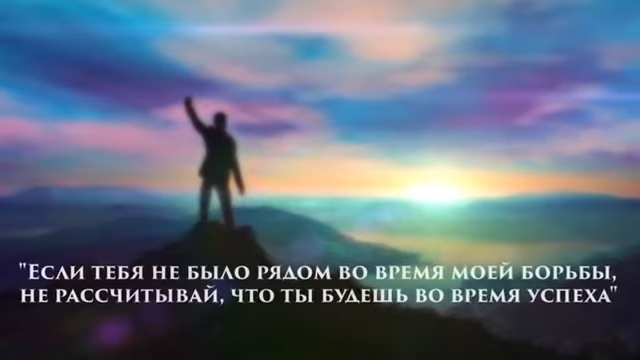 "Если тебя не было рядом во время моей борьбы,
не рассчитывай, что ты будешь во время успеха"